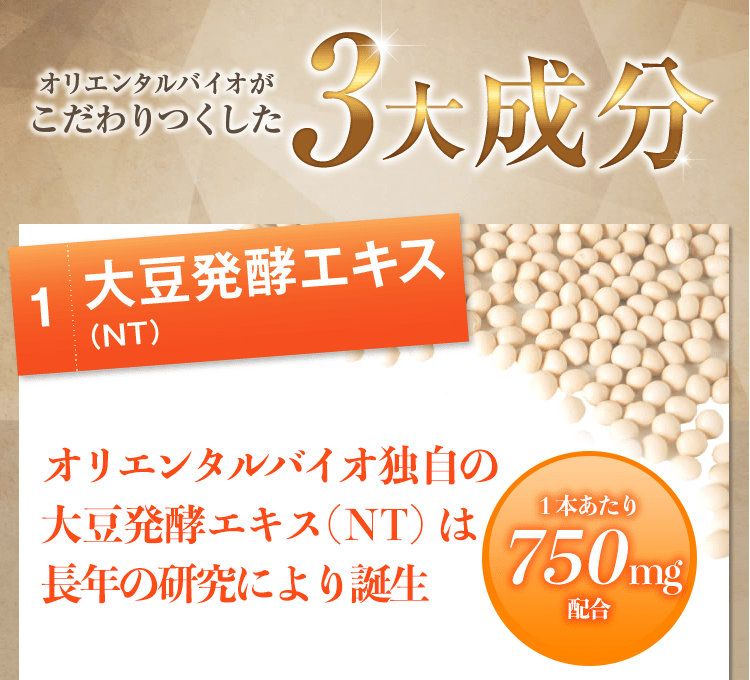 オリエンタルバイオが
こだわりつくした
3大成分
1 大豆発酵エキス
（NT）
オリエンタルバイオ独自の
大豆発酵エキス（NT）は
長年の研究により誕生
1本あたり
750mg
配合